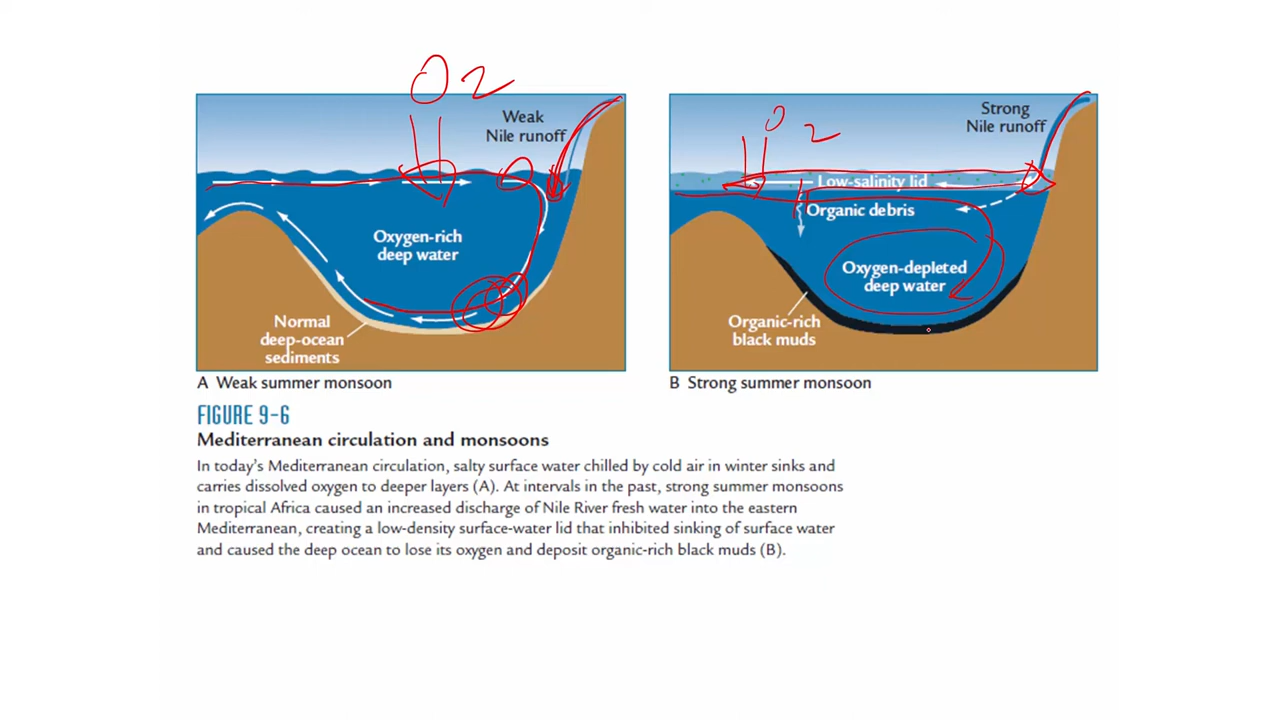 O2
Weak
Nile runoff
Oxygen-rich
deep water
Normal
deep-ocean
sediments
A Weak summer monsoon
O2
Strong
Nile runoff
Low-salinity lid
Organic debris
Oxygen-depleted
deep water
Organic-rich
black muds
B Strong summer monsoon
FIGURE 9-6
Mediterranean circulation and monsoons
In today's Mediterranean circulation, salty surface water chilled by cold air in winter sinks and
carries dissolved oxygen to deeper layers (A). At intervals in the past, strong summer monsoons
in tropical Africa caused an increased discharge of Nile River fresh water into the eastern
Mediterranean, creating a low-density surface-water lid that inhibited sinking of surface water
and caused the deep ocean to lose its oxygen and deposit organic-rich black muds (B).